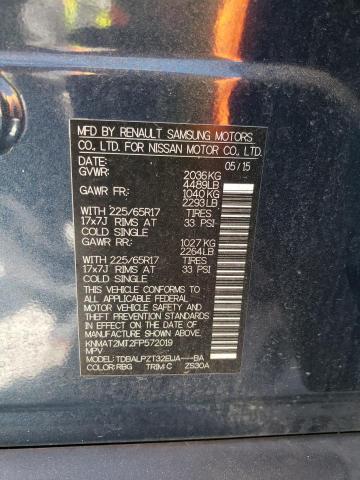 MFD BY RENAULT SAMSUNG MOTORS
CO., LTD. FOR NISSAN MOTOR CO., LTD.
DATE: 05/15
GVWR: 2036KG
4489LB
GAWR FR: 1040KG
2293LB
WITH 225/65R17 TIRES
17x7J RIMS AT 33 PSI
COLD SINGLE
GAWR RR: 1027KG
2264LB
WITH 225/65R17 TIRES
17x7J RIMS AT 33 PSI
COLD SINGLE
THIS VEHICLE CONFORMS TO ALL
APPLICABLE FEDERAL MOTOR
VEHICLE SAFETY STANDARDS IN
EFFECT ON THE DATE OF
MANUFACTURE SHOWN ABOVE.
KNMAT2MT2FP572019
MPV
MODEL: TDBALPZT32EUA---BA
COLOUR:RBG TRIM:C ZS30A